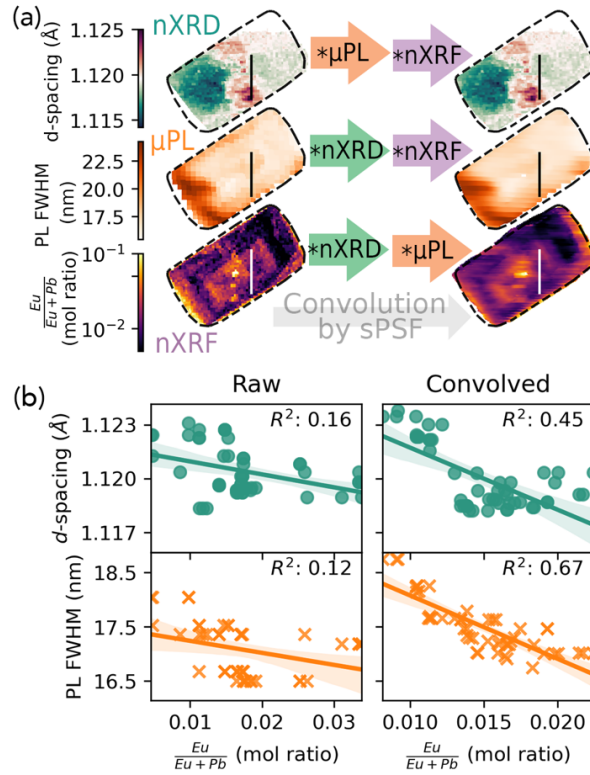 (a)
nXRD
1.125
1.120
1.115
d-spacing (Å)
*μPL
*nXRF
μPL
22.5
20.0
17.5
PL FWHM
(nm)
*nXRD
*nXRF
10⁻¹
10⁻²
Eu
Eu + Pb
(mol ratio)
nXRF
*nXRD
*μPL
Convolution
by sPSF
(b)
Raw
Convolved
d-spacing (Å)
1.123
1.120
1.117
R²: 0.16
R²: 0.45
PL FWHM (nm)
18.5
17.5
16.5
R²: 0.12
R²: 0.67
0.01 0.02 0.03
0.010 0.015 0.020
Eu
Eu + Pb (mol ratio)
Eu
Eu + Pb (mol ratio)